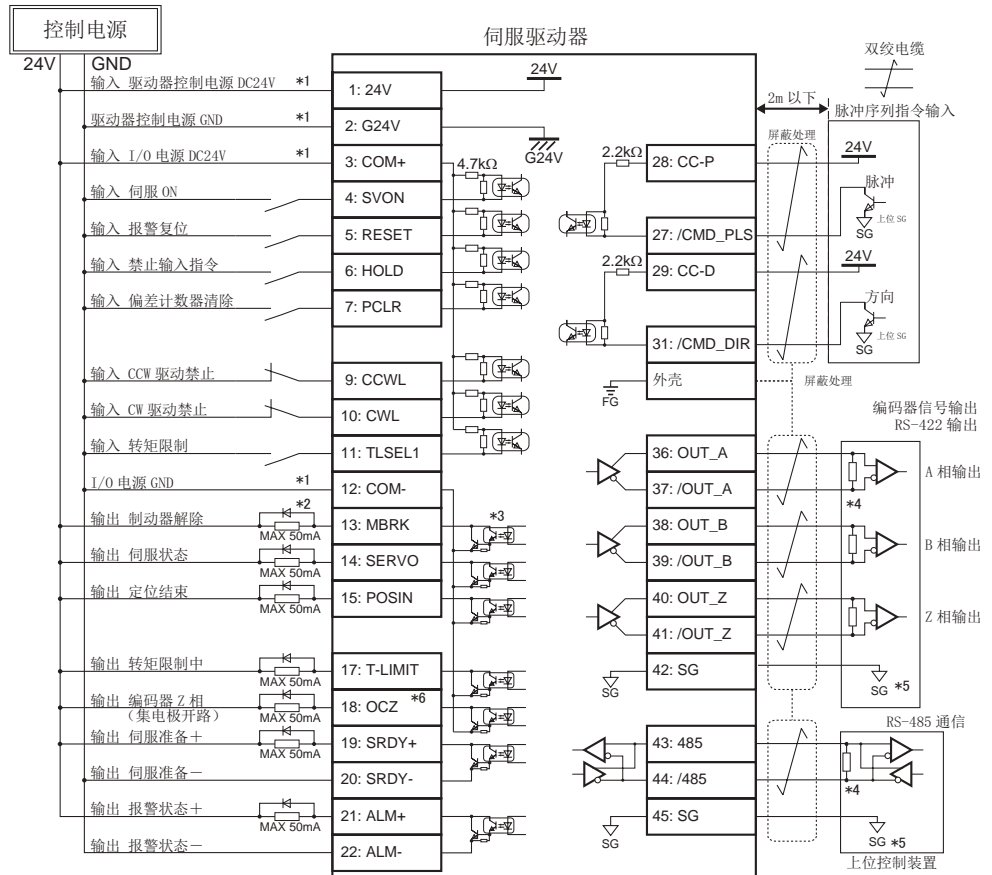 控制电源
24V GND
伺服驱动器
输入 驱动器控制电源 DC24V *1
1: 24V
24V
驱动器控制电源 GND *1
2: G24V
G24V
输入 I/O 电源 DC24V *1
3: COM+
4.7kΩ
输入 伺服 ON
4: SVON
输入 报警复位
5: RESET
输入 禁止输入指令
6: HOLD
输入 偏差计数器清除
7: PCLR
输入 CCW 驱动禁止
9: CCWL
输入 CW 驱动禁止
10: CWL
输入 转矩限制
11: TLSEL1
I/O 电源 GND *1
12: COM-
输出 制动器解除
*2
MAX 50mA
13: MBRK
*3
输出 伺服状态
MAX 50mA
14: SERVO
输出 定位结束
MAX 50mA
15: POSIN
输出 转矩限制中
MAX 50mA
17: T-LIMIT
输出 编码器 Z 相
（集电极开路）
MAX 50mA
18: OCZ *6
输出 伺服准备＋
MAX 50mA
19: SRDY+
输出 伺服准备－
20: SRDY-
输出 报警状态＋
MAX 50mA
21: ALM+
输出 报警状态－
22: ALM-
双绞电缆
2m 以下
脉冲序列指令输入
屏蔽处理
2.2kΩ
28: CC-P
24V
脉冲
上位 SG
SG
27: /CMD_PLS
2.2kΩ
29: CC-D
24V
方向
上位 SG
SG
31: /CMD_DIR
FG
外壳
屏蔽处理
编码器信号输出
RS-422 输出
36: OUT_A
37: /OUT_A
*4
A 相输出
38: OUT_B
39: /OUT_B
B 相输出
40: OUT_Z
41: /OUT_Z
Z 相输出
SG
42: SG
SG *5
RS-485 通信
43: 485
44: /485
*4
SG
45: SG
SG *5
上位控制装置